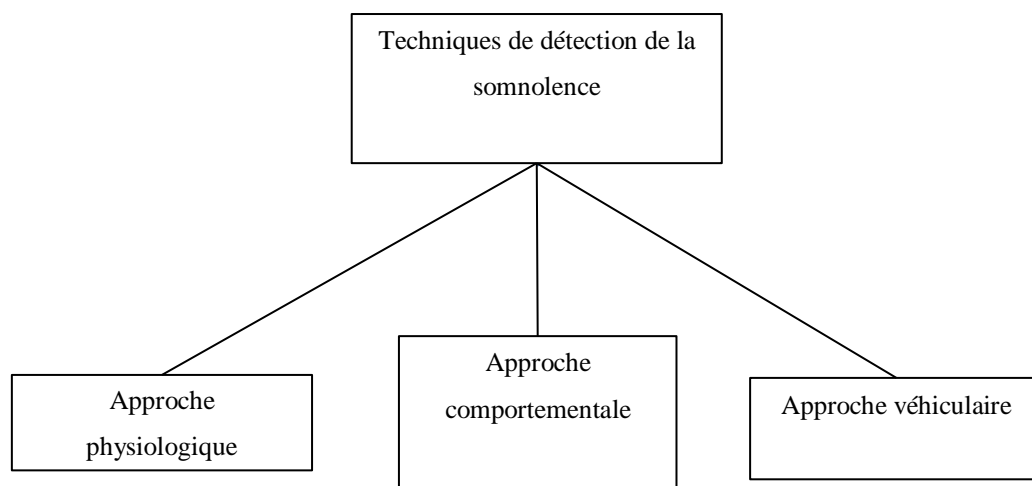 Techniques de détection de la
somnolence
Approche
physiologique
Approche
comportementale
Approche véhiculaire